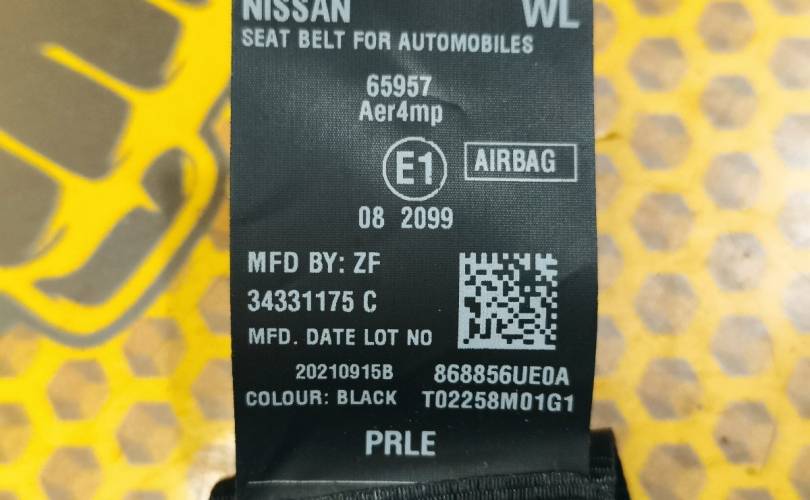 NISSAN WL
SEAT BELT FOR AUTOMOBILES
65957
Aer4mp
E1 AIRBAG
08 2099
MFD BY: ZF
34331175 C
MFD. DATE LOT NO
20210915B 868856UE0A
COLOUR: BLACK T02258M01G1
PRLE